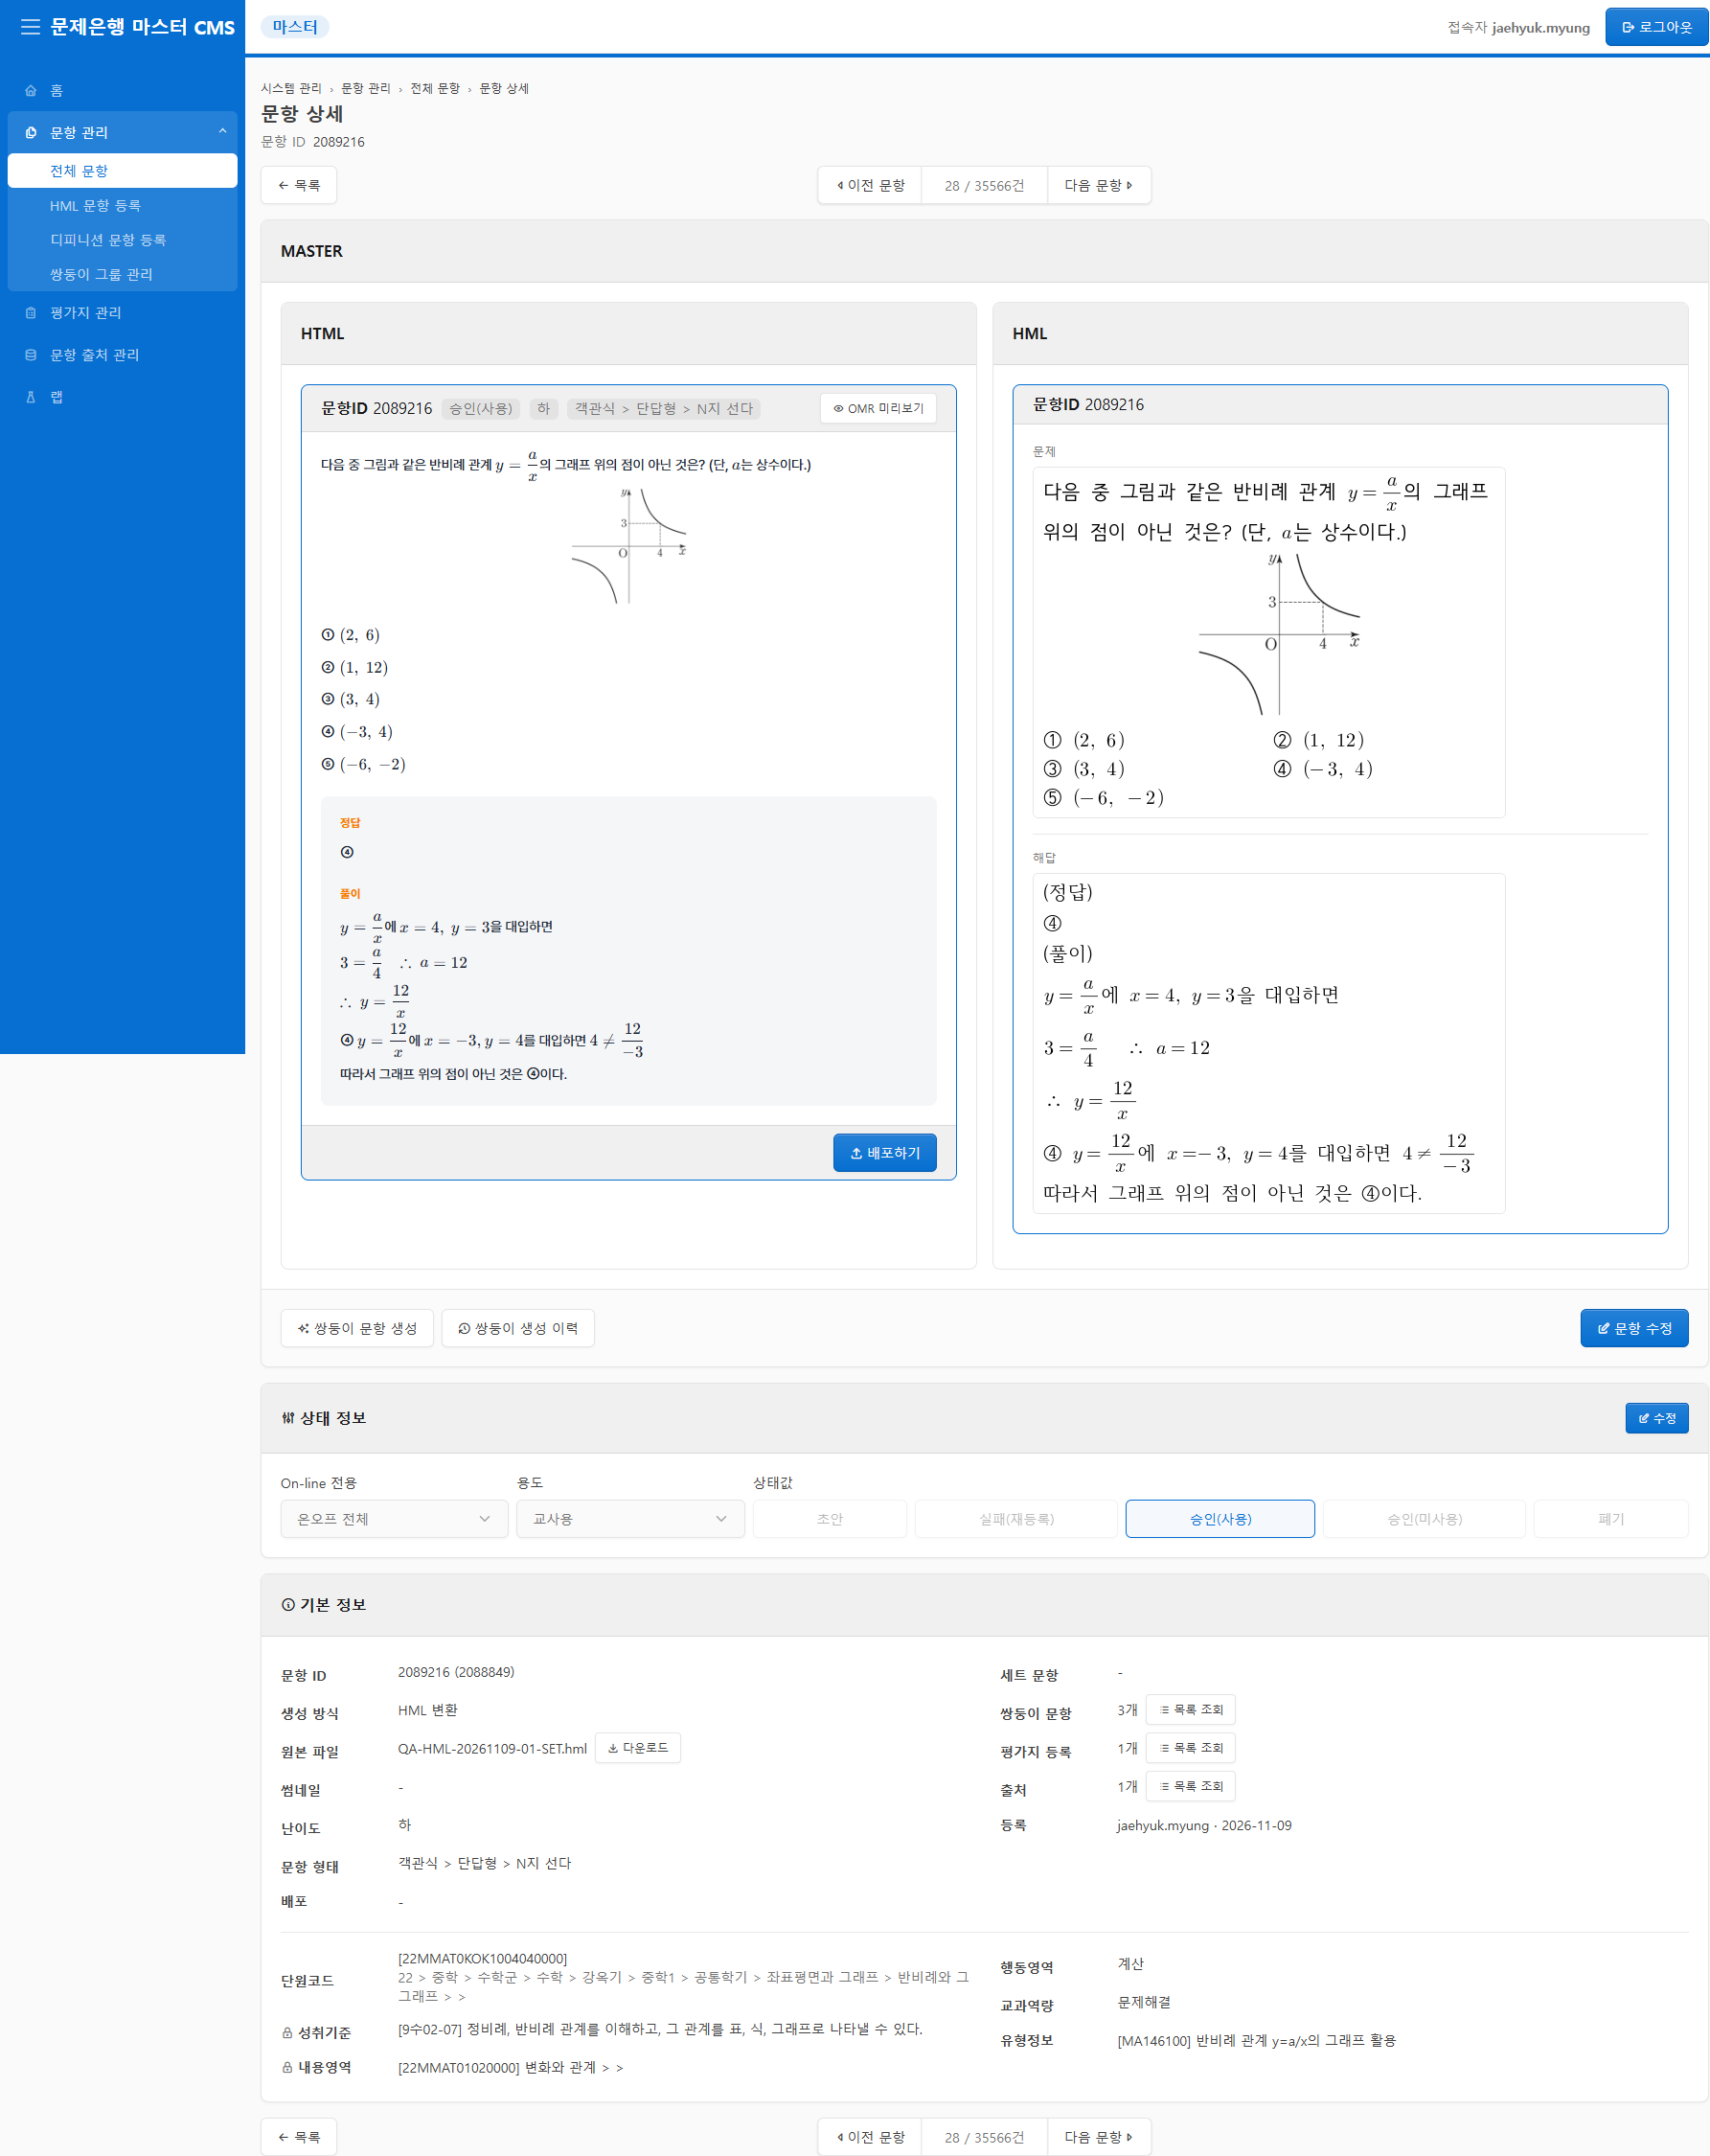 문제은행 마스터 CMS
홈
문항 관리
전체 문항
HML 문항 등록
디피니션 문항 등록
쌍둥이 그룹 관리
평가지 관리
문항 출처 관리
랩
마스터
접속자 jaehyuk.myung
로그아웃
시스템 관리 › 문항 관리 › 전체 문항 › 문항 상세
문항 상세
문항 ID 2089216
← 목록
이전 문항 28 / 35566건 다음 문항
MASTER
HTML
문항ID 2089216 승인(사용) 하 객관식 > 단답형 > N지 선다 OMR 미리보기
다음 중 그림과 같은 반비례 관계 y = a/x의 그래프 위의 점이 아닌 것은? (단, a는 상수이다.)
y
3
O 4 x
① (2, 6)
② (1, 12)
③ (3, 4)
④ (−3, 4)
⑤ (−6, −2)
정답
④
풀이
y = a/x에 x = 4, y = 3을 대입하면
3 = a/4 ∴ a = 12
∴ y = 12/x
④ y = 12/x에 x = −3, y = 4를 대입하면 4 ≠ 12/−3
따라서 그래프 위의 점이 아닌 것은 ④이다.
배포하기
HML
문항ID 2089216
문제
다음 중 그림과 같은 반비례 관계 y = a/x의 그래프
위의 점이 아닌 것은? (단, a는 상수이다.)
y
3
O 4 x
① (2, 6) ② (1, 12)
③ (3, 4) ④ (−3, 4)
⑤ (−6, −2)
해답
(정답)
④
(풀이)
y = a/x에 x = 4, y = 3을 대입하면
3 = a/4 ∴ a = 12
∴ y = 12/x
④ y = 12/x에 x =− 3, y = 4를 대입하면 4 ≠ 12/−3
따라서 그래프 위의 점이 아닌 것은 ④이다.
쌍둥이 문항 생성 쌍둥이 생성 이력 문항 수정
상태 정보 수정
On-line 전용 용도 상태값
온오프 전체 교사용 초안 실패(재등록) 승인(사용) 승인(미사용) 폐기
기본 정보
문항 ID 2089216 (2088849)
생성 방식 HML 변환
원본 파일 QA-HML-20261109-01-SET.hml 다운로드
썸네일 -
난이도 하
문항 형태 객관식 > 단답형 > N지 선다
배포 -
세트 문항 -
쌍둥이 문항 3개 목록 조회
평가지 등록 1개 목록 조회
출처 1개 목록 조회
등록 jaehyuk.myung · 2026-11-09
단원코드 [22MMAT0KOK1004040000]
22 > 중학 > 수학군 > 수학 > 강옥기 > 중학1 > 공통학기 > 좌표평면과 그래프 > 반비례와 그
그래프 > >
성취기준 [9수02-07] 정비례, 반비례 관계를 이해하고, 그 관계를 표, 식, 그래프로 나타낼 수 있다.
내용영역 [22MMAT01020000] 변화와 관계 > >
행동영역 계산
교과역량 문제해결
유형정보 [MA146100] 반비례 관계 y=a/x의 그래프 활용
← 목록
이전 문항 28 / 35566건 다음 문항